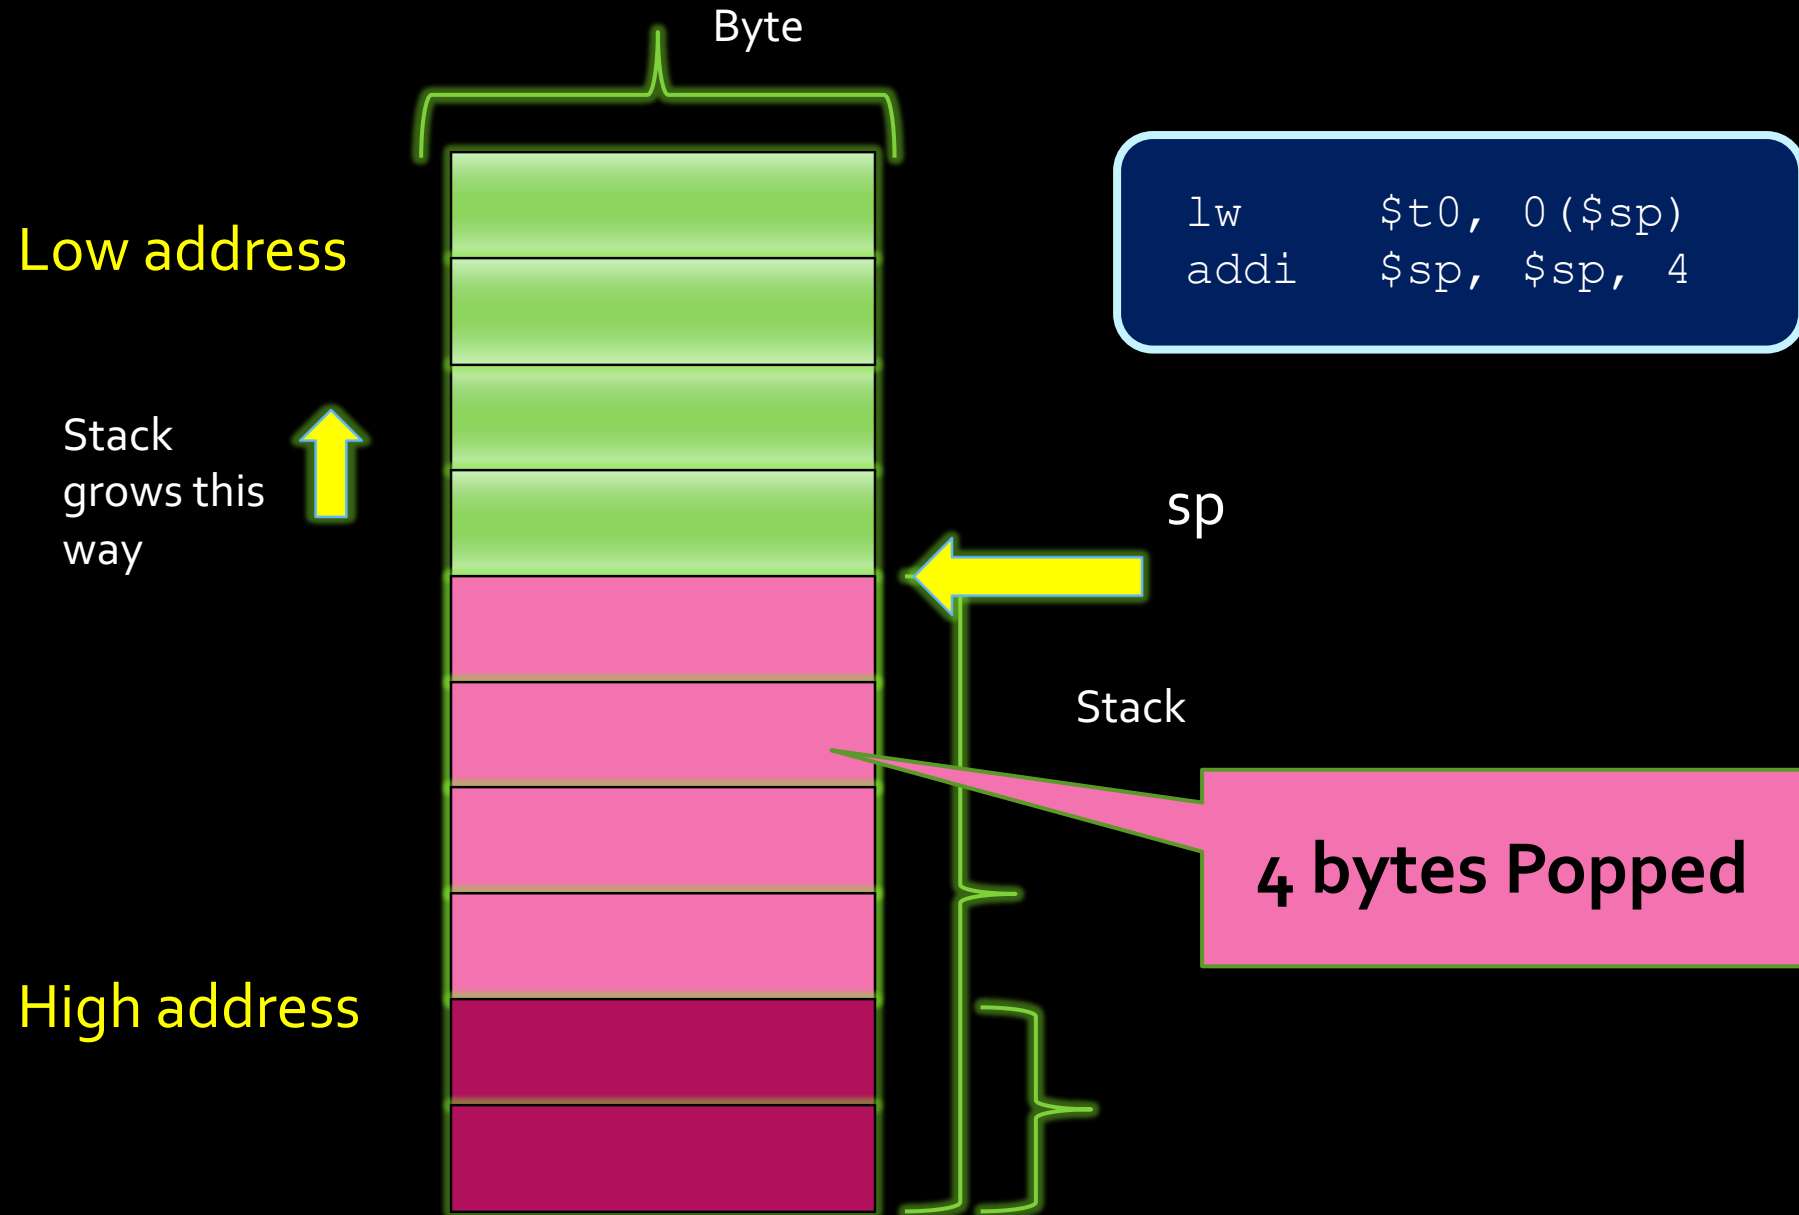 Byte
lw $t0, 0($sp)
addi $sp, $sp, 4
Low address
Stack
grows this
way
sp
Stack
4 bytes Popped
High address